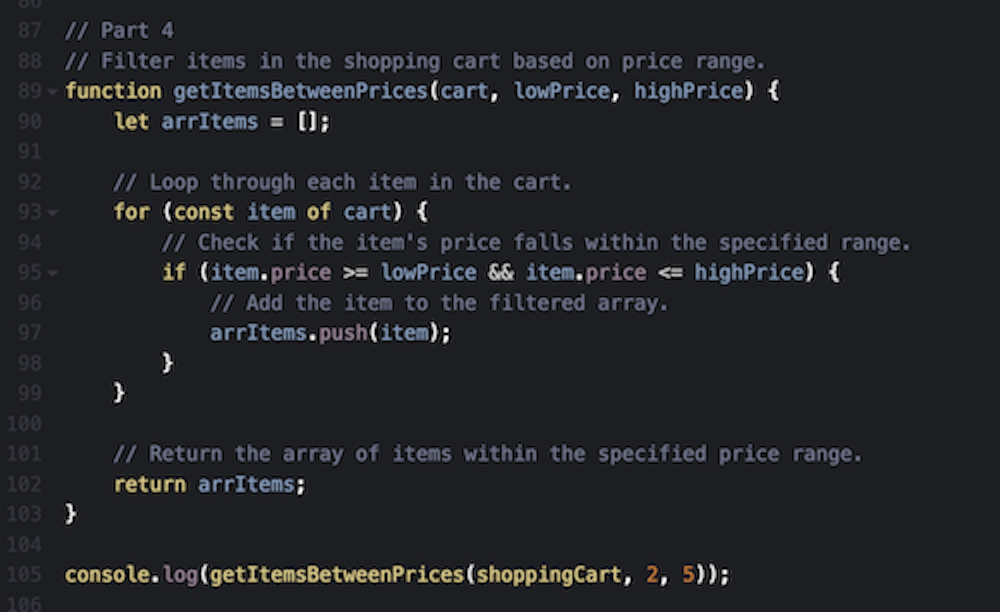 86
87 // Part 4
88 // Filter items in the shopping cart based on price range.
89 function getItemsBetweenPrices(cart, lowPrice, highPrice) {
90 let arrItems = [];
91
92 // Loop through each item in the cart.
93 for (const item of cart) {
94 // Check if the item's price falls within the specified range.
95 if (item.price >= lowPrice && item.price <= highPrice) {
96 // Add the item to the filtered array.
97 arrItems.push(item);
98 }
99 }
100
101 // Return the array of items within the specified price range.
102 return arrItems;
103 }
104
105 console.log(getItemsBetweenPrices(shoppingCart, 2, 5));
106